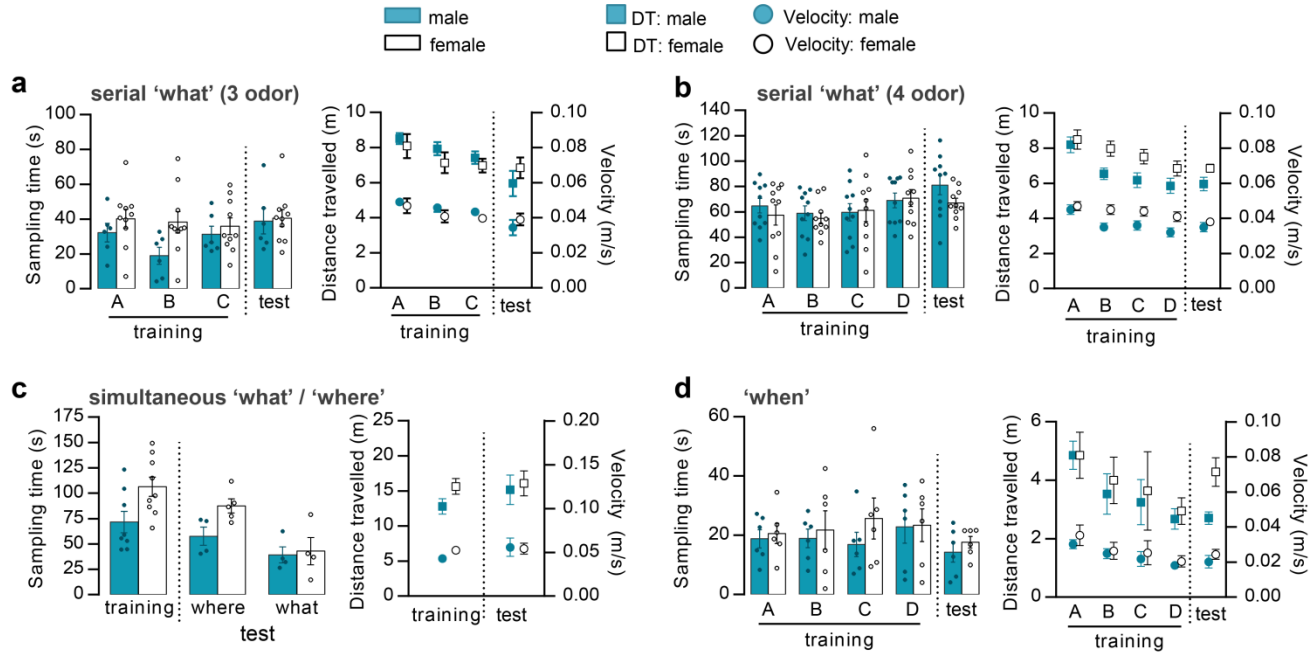 male
female
DT: male
DT: female
Velocity: male
Velocity: female
a
serial ‘what’ (3 odor)
Sampling time (s)
100
80
60
40
20
0
A B C test
training
Distance travelled (m)
10
8
6
4
2
0
Velocity (m/s)
0.10
0.08
0.06
0.04
0.02
0.00
A B C test
training
b
serial ‘what’ (4 odor)
Sampling time (s)
140
120
100
80
60
40
20
0
A B C D test
training
Distance travelled (m)
10
8
6
4
2
0
Velocity (m/s)
0.10
0.08
0.06
0.04
0.02
0.00
A B C D test
training
c
simultaneous ‘what’ / ‘where’
Sampling time (s)
175
150
125
100
75
50
25
0
training where what
test
Distance travelled (m)
25
20
15
10
5
0
Velocity (m/s)
0.20
0.15
0.10
0.05
0.00
training test
d
‘when’
Sampling time (s)
60
40
20
0
A B C D test
training
Distance travelled (m)
6
4
2
0
Velocity (m/s)
0.10
0.08
0.06
0.04
0.02
0.00
A B C D test
training